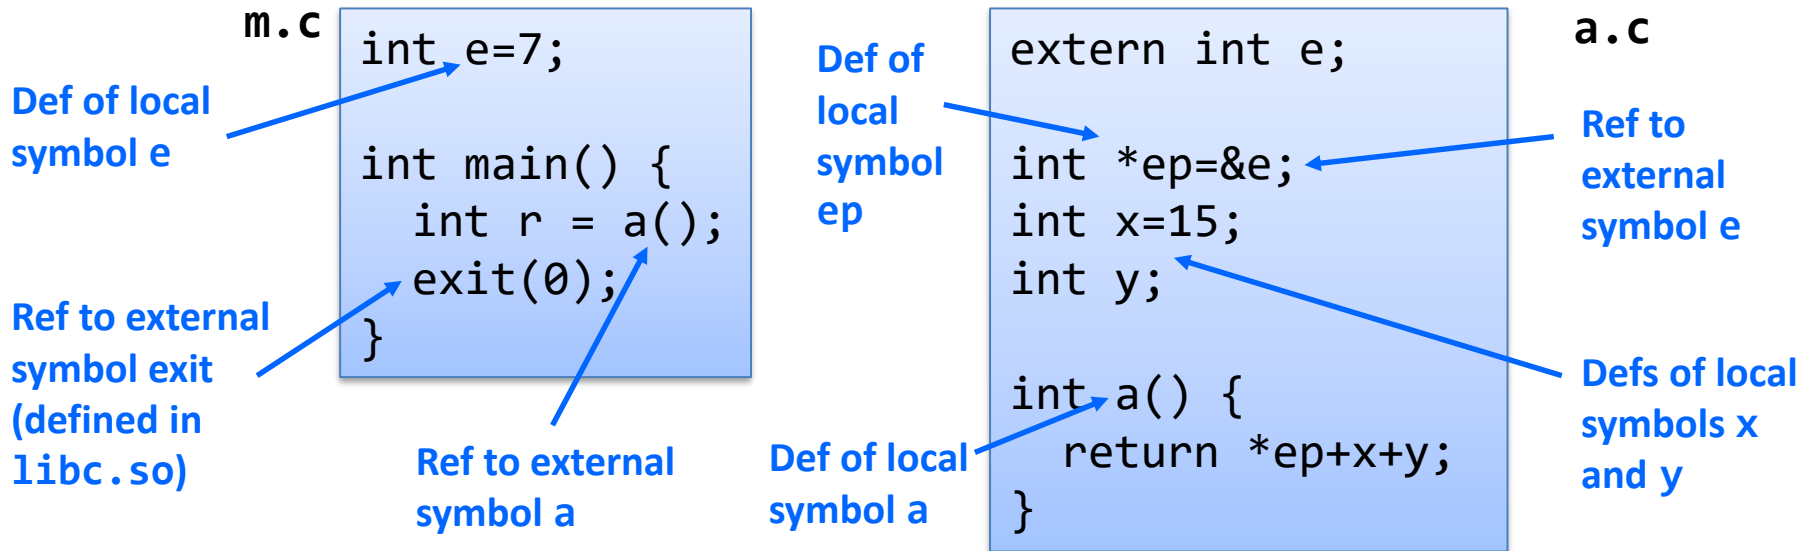 m.c
Def of local
symbol e
Ref to external
symbol exit
(defined in
libc.so)
int e=7;
int main() {
  int r = a();
  exit(0);
}
Ref to external
symbol a
Def of
local
symbol
ep
Def of local
symbol a
extern int e;
int *ep=&e;
int x=15;
int y;
int a() {
  return *ep+x+y;
}
a.c
Ref to
external
symbol e
Defs of local
symbols x
and y